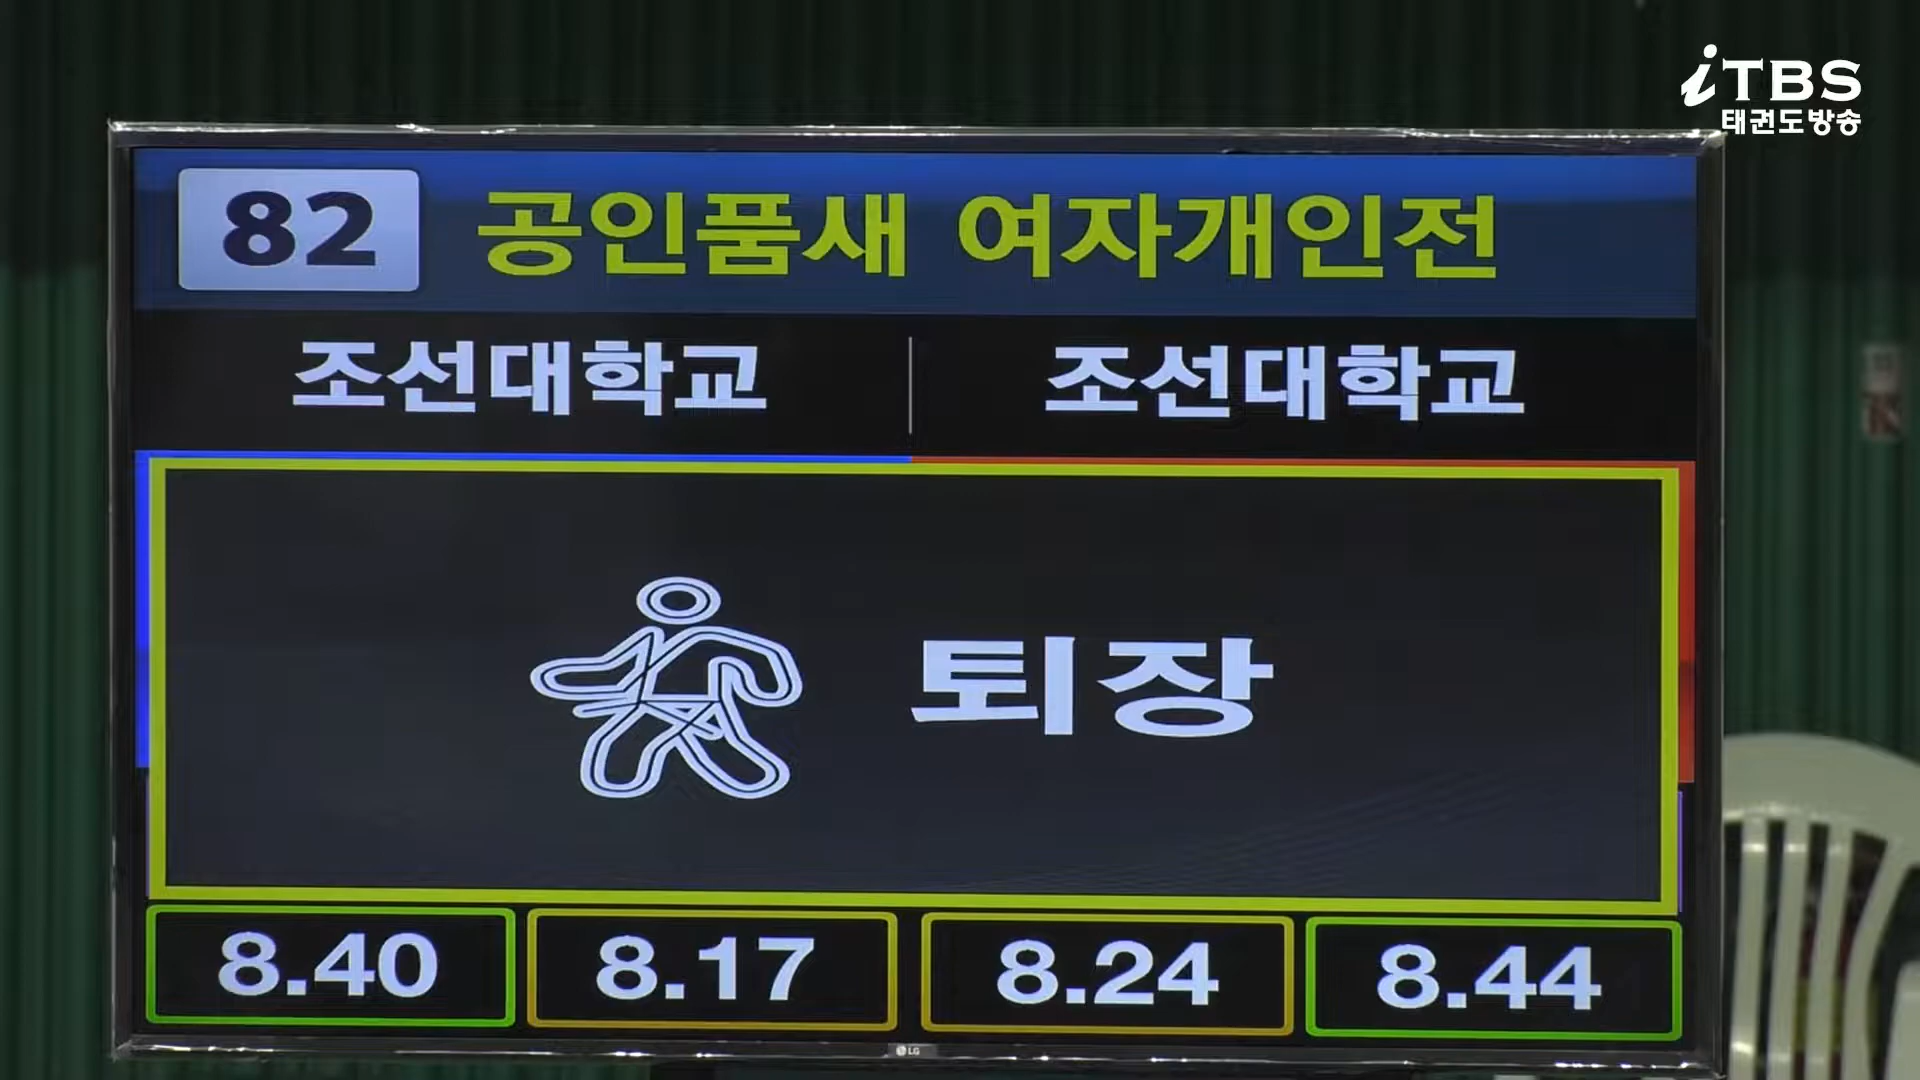 iTBS
태권도방송
82 공인품새 여자개인전
조선대학교 조선대학교
퇴장
8.40 8.17 8.24 8.44
LG